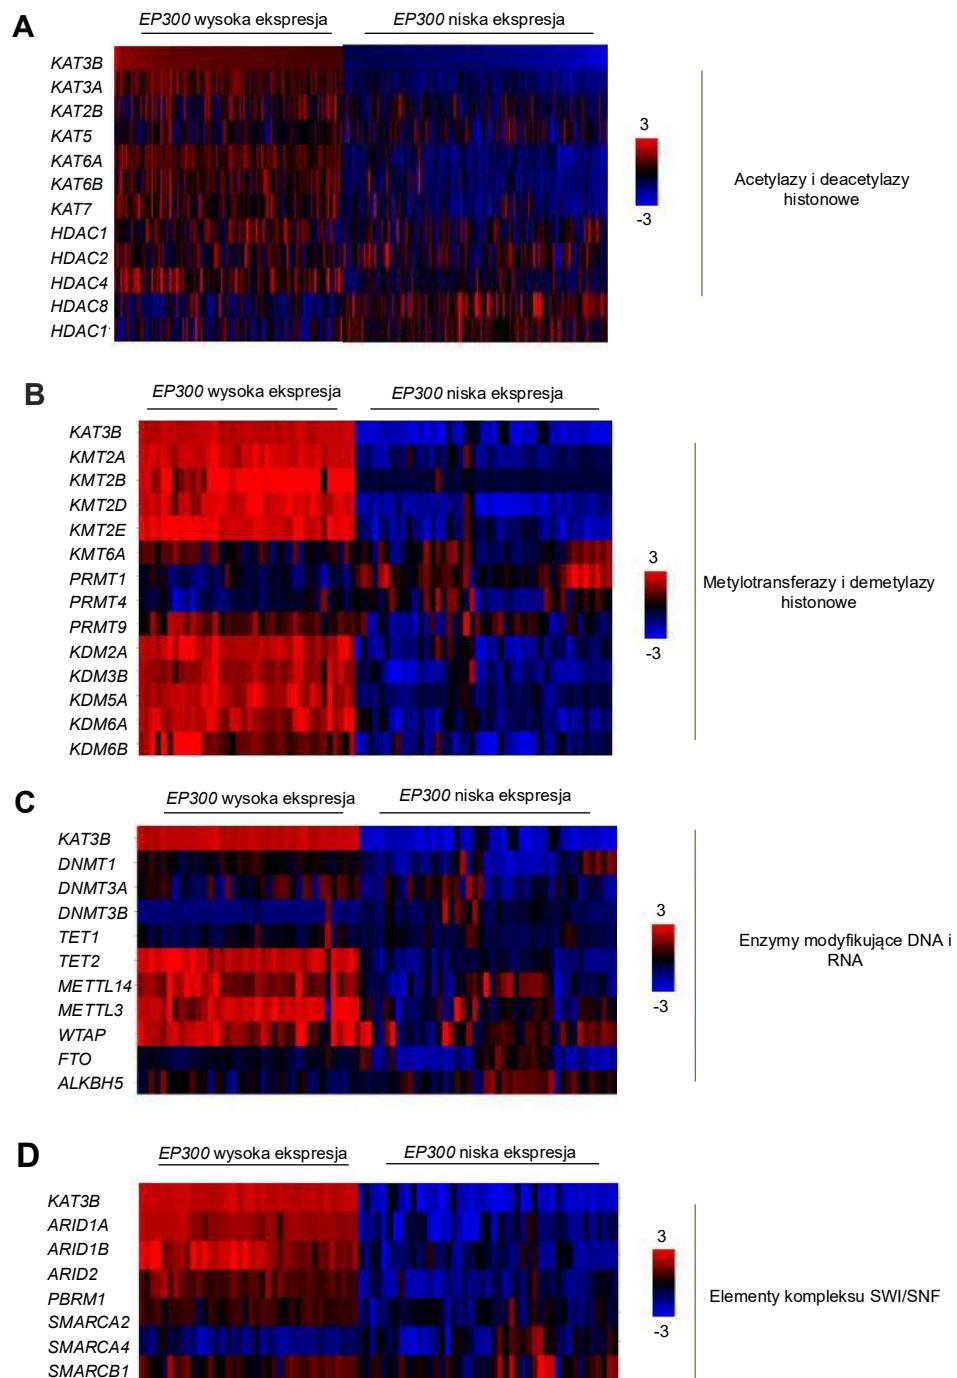 A
EP300 wysoka ekspresja
EP300 niska ekspresja
KAT3B
KAT3A
KAT2B
KAT5
KAT6A
KAT6B
KAT7
HDAC1
HDAC2
HDAC4
HDAC8
HDAC1
3
-3
Acetylazy i deacetylazy
histonowe
B
EP300 wysoka ekspresja
EP300 niska ekspresja
KAT3B
KMT2A
KMT2B
KMT2D
KMT2E
KMT6A
PRMT1
PRMT4
PRMT9
KDM2A
KDM3B
KDM5A
KDM6A
KDM6B
3
-3
Metylotransferazy i demetylazy
histonowe
C
EP300 wysoka ekspresja
EP300 niska ekspresja
KAT3B
DNMT1
DNMT3A
DNMT3B
TET1
TET2
METTL14
METTL3
WTAP
FTO
ALKBH5
3
-3
Enzymy modyfikujące DNA i
RNA
D
EP300 wysoka ekspresja
EP300 niska ekspresja
KAT3B
ARID1A
ARID1B
ARID2
PBRM1
SMARCA2
SMARCA4
SMARCB1
3
-3
Elementy kompleksu SWI/SNF